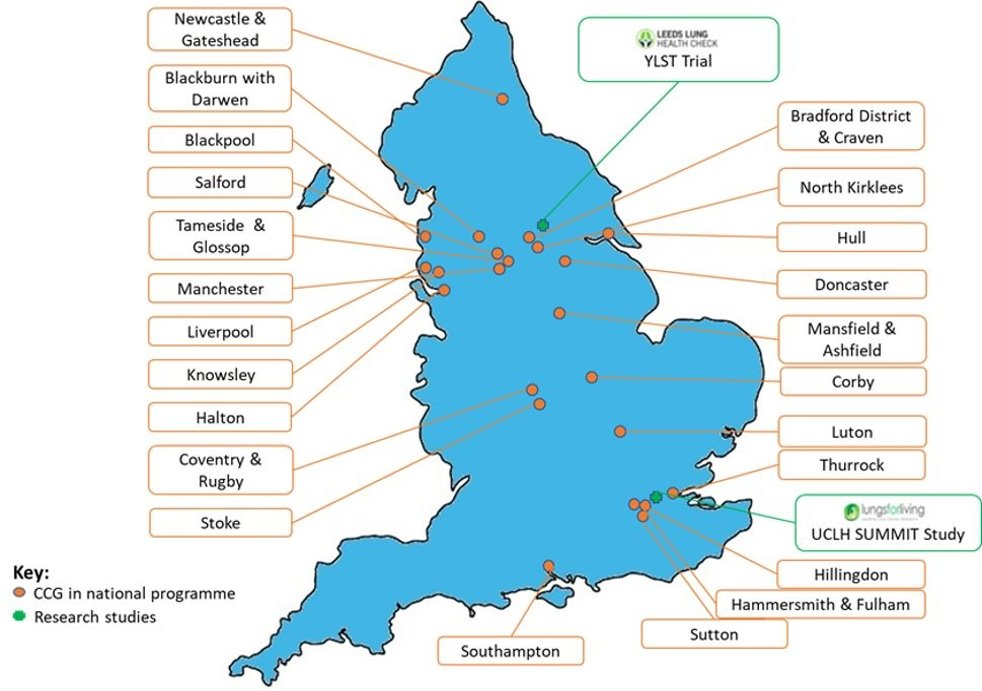 Newcastle &
Gateshead
Blackburn with
Darwen
Blackpool
Salford
Tameside &
Glossop
Manchester
Liverpool
Knowsley
Halton
Coventry &
Rugby
Stoke
LEEDS LUNG
HEALTH CHECK
YLST Trial
Bradford District
& Craven
North Kirklees
Hull
Doncaster
Mansfield &
Ashfield
Corby
Luton
Thurrock
lungsforliving
UCLH SUMMIT Study
Hillingdon
Hammersmith & Fulham
Sutton
Southampton
Key:
CCG in national programme
Research studies